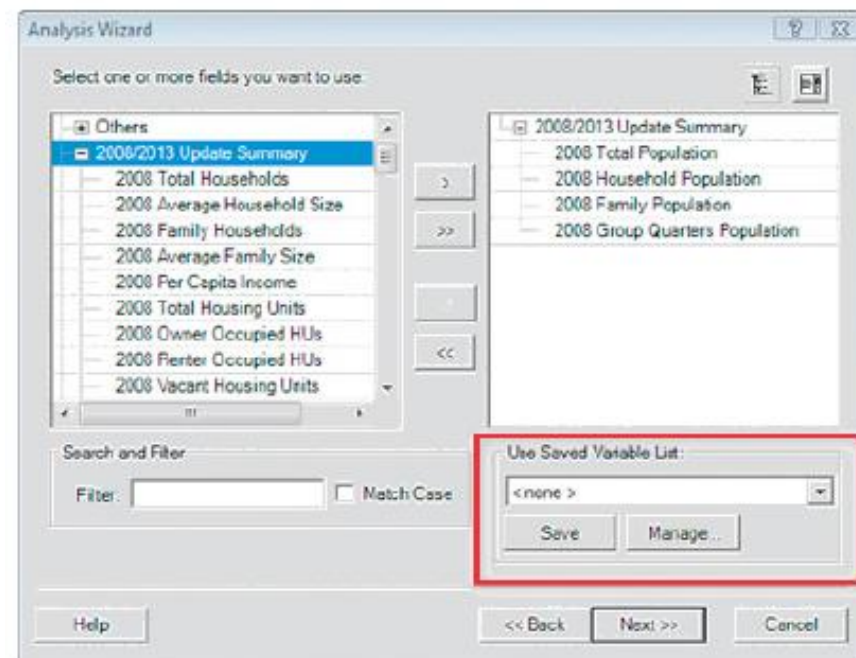 Analysis Wizard
Select one or more fields you want to use:
Others
2008/2013 Update Summary
2008 Total Households
2008 Average Household Size
2008 Family Households
2008 Average Family Size
2008 Per Capita Income
2008 Total Housing Units
2008 Owner Occupied HUs
2008 Renter Occupied HUs
2008 Vacant Housing Units
>
>>
<<
2008/2013 Update Summary
2008 Total Population
2008 Household Population
2008 Family Population
2008 Group Quarters Population
Search and Filter
Filter:
Match Case
Use Saved Variable List:
< none >
Save
Manage...
Help
<< Back
Next >>
Cancel